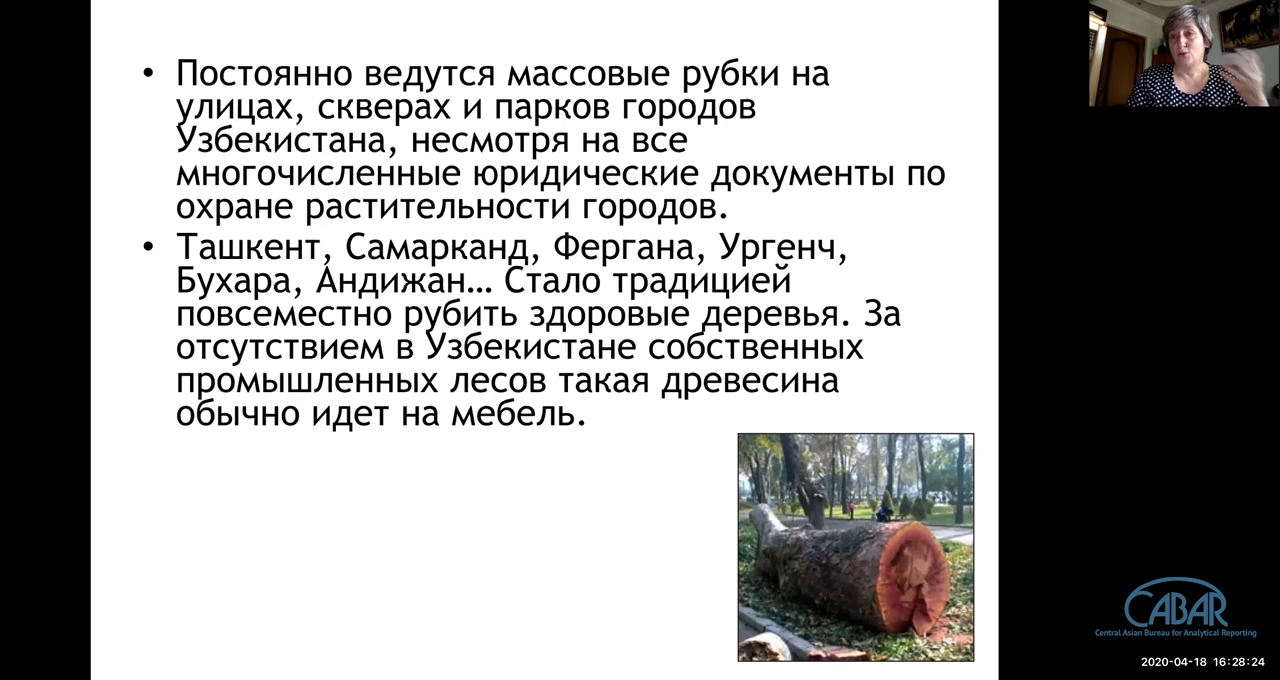 • Постоянно ведутся массовые рубки на
улицах, скверах и парков городов
Узбекистана, несмотря на все
многочисленные юридические документы по
охране растительности городов.
• Ташкент, Самарканд, Фергана, Ургенч,
Бухара, Андижан... Стало традицией
повсеместно рубить здоровые деревья. За
отсутствием в Узбекистане собственных
промышленных лесов такая древесина
обычно идет на мебель.
CABAR
Central Asian Bureau for Analytical Reporting
2020-04-18 16:28:24